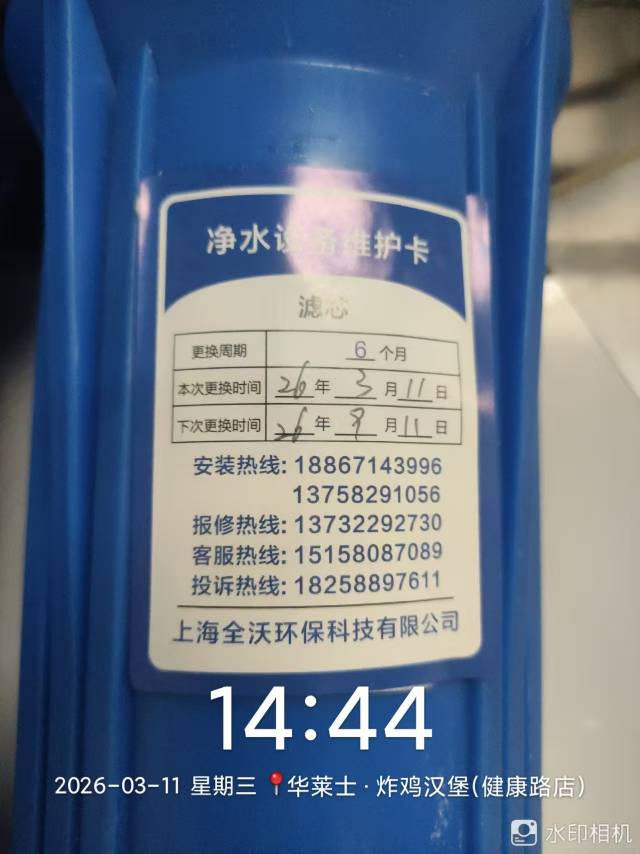 净水设备维护卡
滤芯
更换周期 6 个月
本次更换时间 26 年 3 月 11 日
下次更换时间 26 年 9 月 11 日
安装热线: 18867143996
13758291056
报修热线: 13732292730
客服热线: 15158087089
投诉热线: 18258897611
上海全沃环保科技有限公司
14:44
2026-03-11 星期三 📍华莱士·炸鸡汉堡(健康路店)
水印相机